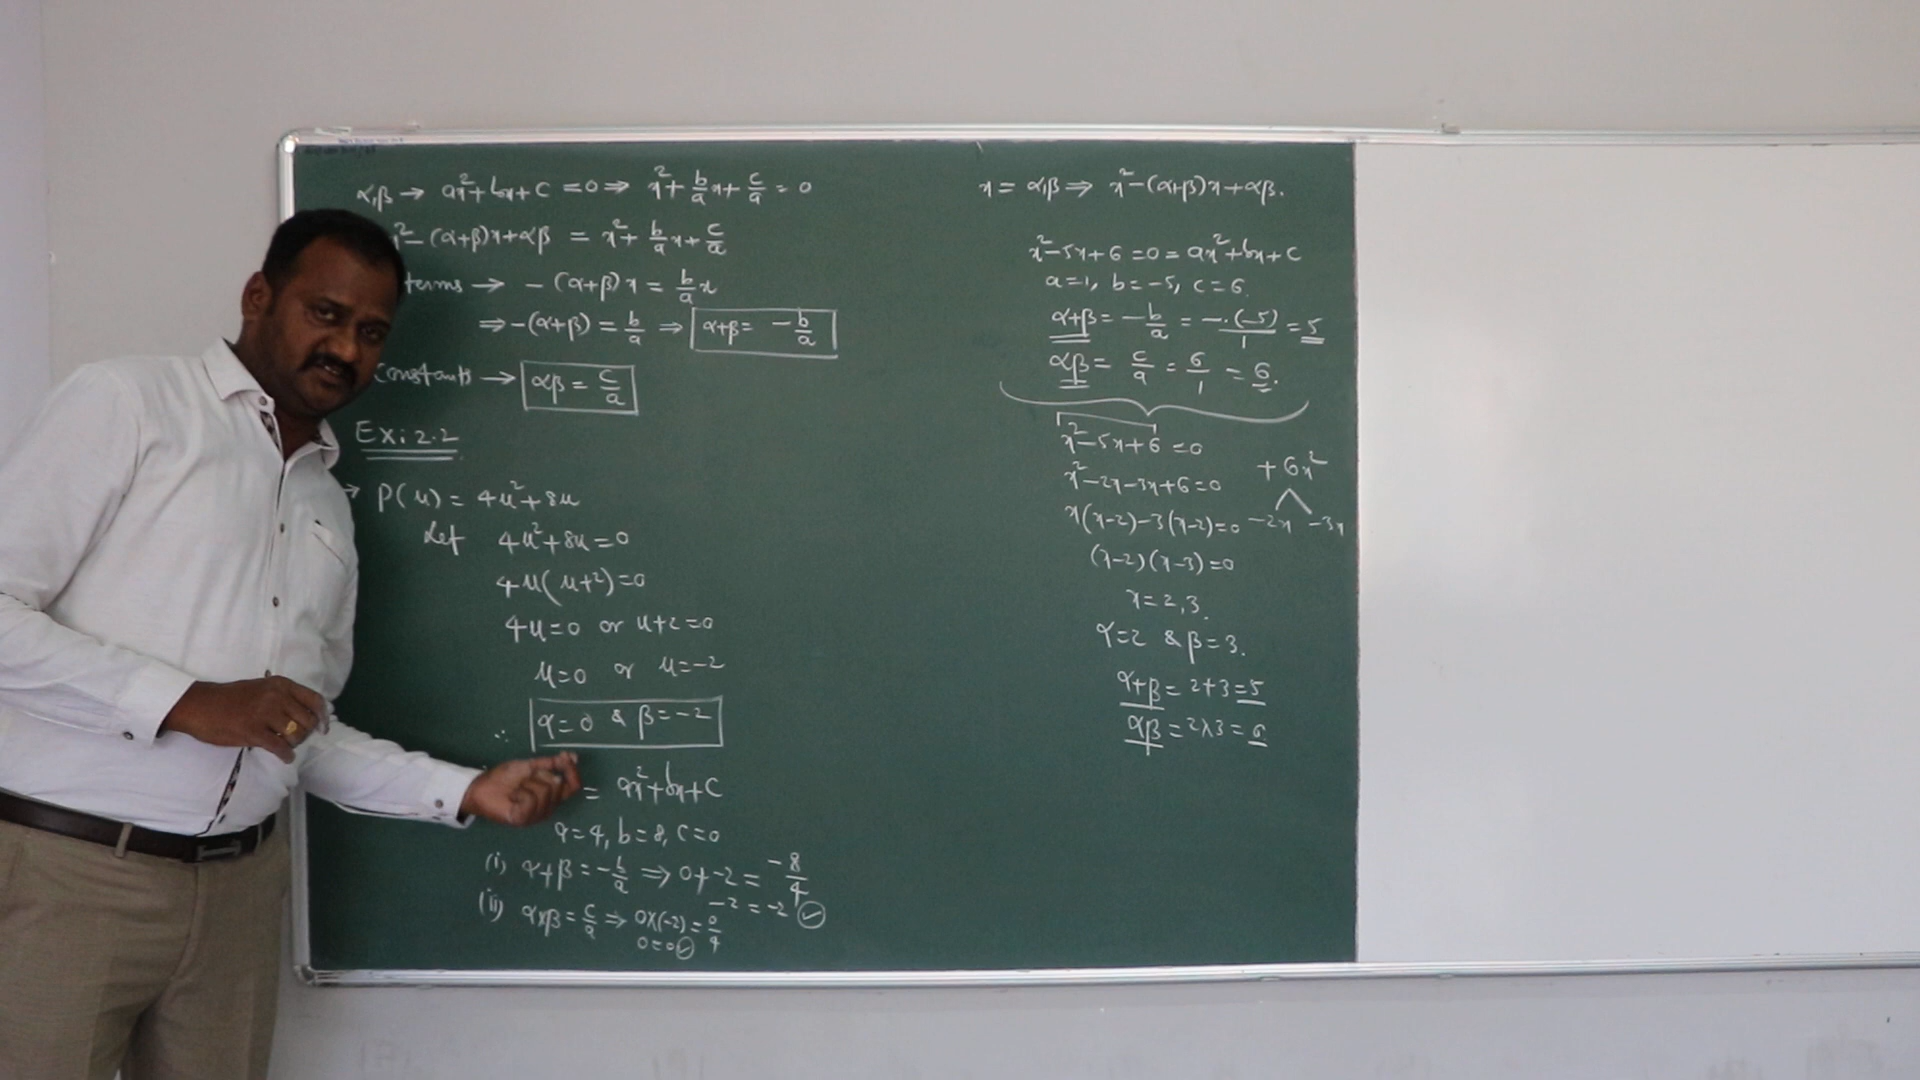 α,β → ax²+bx+c =0 ⇒ x²+ b/a x+ c/a = 0
x²-(α+β)x+αβ = x²+ b/a x+ c/a
terms → -(α+β)x = b/a x
⇒ -(α+β) = b/a ⇒ α+β= -b/a
constants → αβ = c/a
Ex: 2.2
→ P(u) = 4u²+8u
Let 4u²+8u=0
4u(u+2)=0
4u=0 or u+2=0
u=0 or u=-2
∴ α=0 & β=-2
= ax²+bx+c
a=4, b=8, c=0
(i) α+β=-b/a ⇒ 0+-2= -8/4
-2=-2 ✓
(ii) α×β= c/a ⇒ 0×(-2)= 0/4
0=0 ✓
x = α,β ⇒ x²-(α+β)x+αβ.
x²-5x+6=0=ax²+bx+c
a=1, b=-5, c=6.
α+β= -b/a = -.(-5)/1 = 5
αβ= c/a = 6/1 = 6.
x²-5x+6=0
+6x²
x²-2x-3x+6=0
x(x-2)-3(x-2)=0
-2x -3x
(x-2)(x-3)=0
x=2,3.
α=2 & β=3.
α+β=2+3=5
αβ=2×3=6